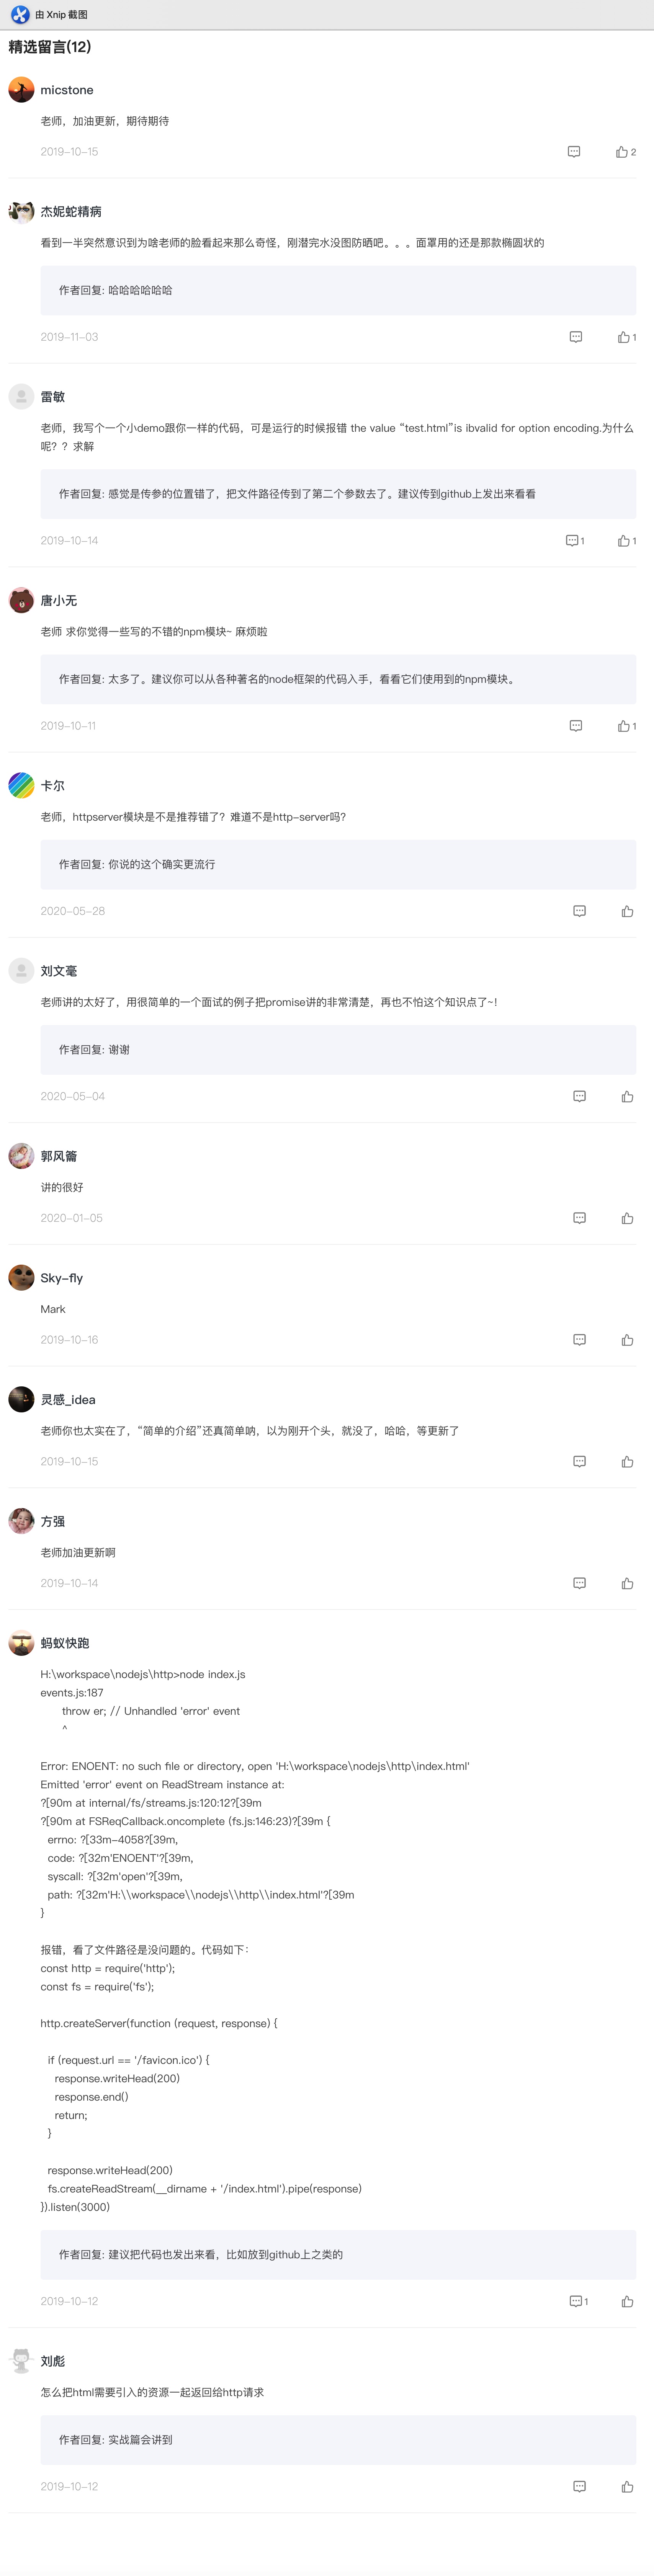 由 Xnip 截图
精选留言(12)
micstone
老师，加油更新，期待期待
2019-10-15
2
杰妮蛇精病
看到一半突然意识到为啥老师的脸看起来那么奇怪，刚潜完水没图防晒吧。。。面罩用的还是那款椭圆状的
作者回复: 哈哈哈哈哈哈
2019-11-03
1
雷敏
老师，我写个一个小demo跟你一样的代码，可是运行的时候报错 the value “test.html”is ibvalid for option encoding.为什么
呢？？求解
作者回复: 感觉是传参的位置错了，把文件路径传到了第二个参数去了。建议传到github上发出来看看
2019-10-14
1
1
唐小无
老师 求你觉得一些写的不错的npm模块~ 麻烦啦
作者回复: 太多了。建议你可以从各种著名的node框架的代码入手，看看它们使用到的npm模块。
2019-10-11
1
卡尔
老师，httpserver模块是不是推荐错了？难道不是http-server吗?
作者回复: 你说的这个确实更流行
2020-05-28
刘文毫
老师讲的太好了，用很简单的一个面试的例子把promise讲的非常清楚，再也不怕这个知识点了~!
作者回复: 谢谢
2020-05-04
郭风籥
讲的很好
2020-01-05
Sky-fly
Mark
2019-10-16
灵感_idea
老师你也太实在了，“简单的介绍”还真简单呐，以为刚开个头，就没了，哈哈，等更新了
2019-10-15
方强
老师加油更新啊
2019-10-14
蚂蚁快跑
H:\workspace\nodejs\http>node index.js
events.js:187
throw er; // Unhandled 'error' event
^
Error: ENOENT: no such file or directory, open 'H:\workspace\nodejs\http\index.html'
Emitted 'error' event on ReadStream instance at:
?[90m at internal/fs/streams.js:120:12?[39m
?[90m at FSReqCallback.oncomplete (fs.js:146:23)?[39m {
errno: ?[33m-4058?[39m,
code: ?[32m'ENOENT'?[39m,
syscall: ?[32m'open'?[39m,
path: ?[32m'H:\\workspace\\nodejs\\http\\index.html'?[39m
}
报错，看了文件路径是没问题的。代码如下：
const http = require('http');
const fs = require('fs');
http.createServer(function (request, response) {
if (request.url == '/favicon.ico') {
response.writeHead(200)
response.end()
return;
}
response.writeHead(200)
fs.createReadStream(__dirname + '/index.html').pipe(response)
}).listen(3000)
作者回复: 建议把代码也发出来看，比如放到github上之类的
2019-10-12
1
刘彪
怎么把html需要引入的资源一起返回给http请求
作者回复: 实战篇会讲到
2019-10-12